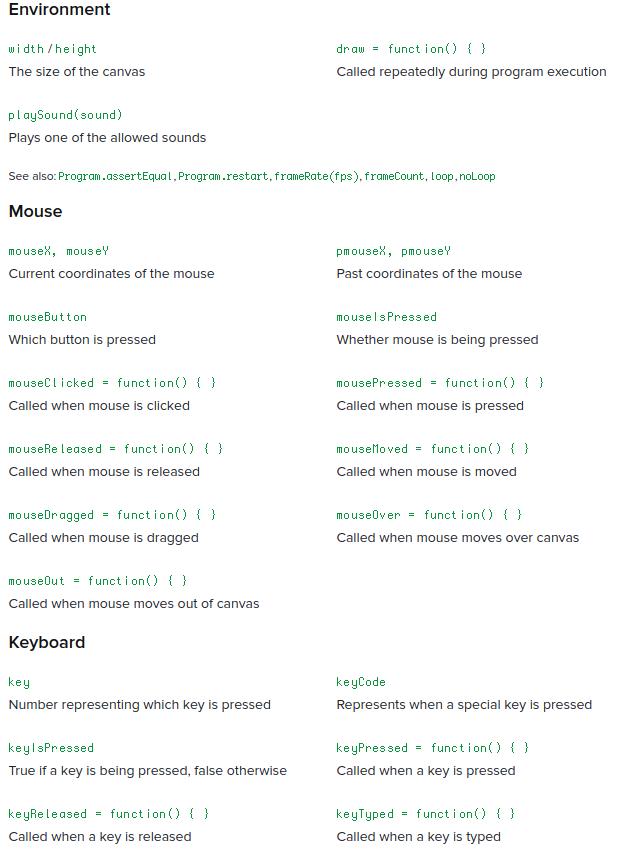 Environment
width/height
draw = function() { }
The size of the canvas
Called repeatedly during program execution
playSound(sound)
Plays one of the allowed sounds
See also: Program.assertEqual, Program.restart, frameRate(fps), frameCount, loop, noLoop
Mouse
mouseX, mouseY
pmouseX, pmouseY
Current coordinates of the mouse
Past coordinates of the mouse
mouseButton
mouseIsPressed
Which button is pressed
Whether mouse is being pressed
mouseClicked = function() { }
mousePressed = function() { }
Called when mouse is clicked
Called when mouse is pressed
mouseReleased = function() { }
mouseMoved = function() { }
Called when mouse is released
Called when mouse is moved
mouseDragged = function() { }
mouseOver = function() { }
Called when mouse is dragged
Called when mouse moves over canvas
mouseOut = function() { }
Called when mouse moves out of canvas
Keyboard
key
keyCode
Number representing which key is pressed
Represents when a special key is pressed
keyIsPressed
keyPressed = function() { }
True if a key is being pressed, false otherwise
Called when a key is pressed
keyReleased = function() { }
keyTyped = function() { }
Called when a key is released
Called when a key is typed